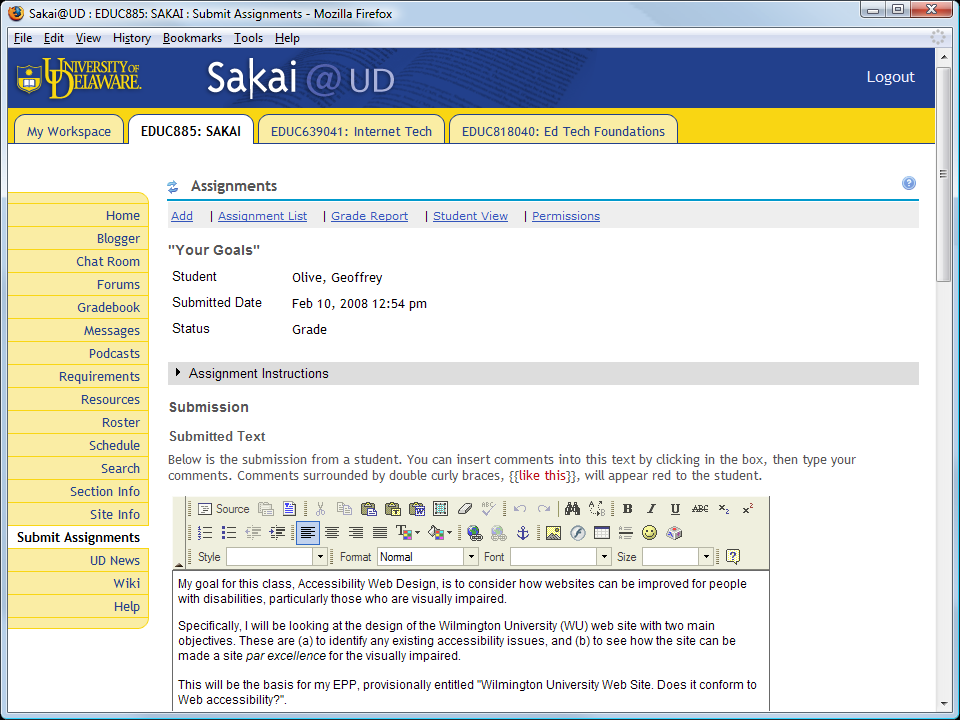 Sakai@UD : EDUC885: SAKAI : Submit Assignments - Mozilla Firefox
File Edit View History Bookmarks Tools Help
UNIVERSITY OF DELAWARE.
Sakai @ UD
Logout
My Workspace
EDUC885: SAKAI
EDUC639041: Internet Tech
EDUC818040: Ed Tech Foundations
Home
Blogger
Chat Room
Forums
Gradebook
Messages
Podcasts
Requirements
Resources
Roster
Schedule
Search
Section Info
Site Info
Submit Assignments
UD News
Wiki
Help
Assignments
?
Add | Assignment List | Grade Report | Student View | Permissions
"Your Goals"
Student Olive, Geoffrey
Submitted Date Feb 10, 2008 12:54 pm
Status Grade
Assignment Instructions
Submission
Submitted Text
Below is the submission from a student. You can insert comments into this text by clicking in the box, then type your
comments. Comments surrounded by double curly braces, {{like this}}, will appear red to the student.
Source B I U ABC x₂ x²
Style Format Normal Font Size
My goal for this class, Accessibility Web Design, is to consider how websites can be improved for people
with disabilities, particularly those who are visually impaired.
Specifically, I will be looking at the design of the Wilmington University (WU) web site with two main
objectives. These are (a) to identify any existing accessibility issues, and (b) to see how the site can be
made a site par excellence for the visually impaired.
This will be the basis for my EPP, provisionally entitled "Wilmington University Web Site. Does it conform to
Web accessibility?".